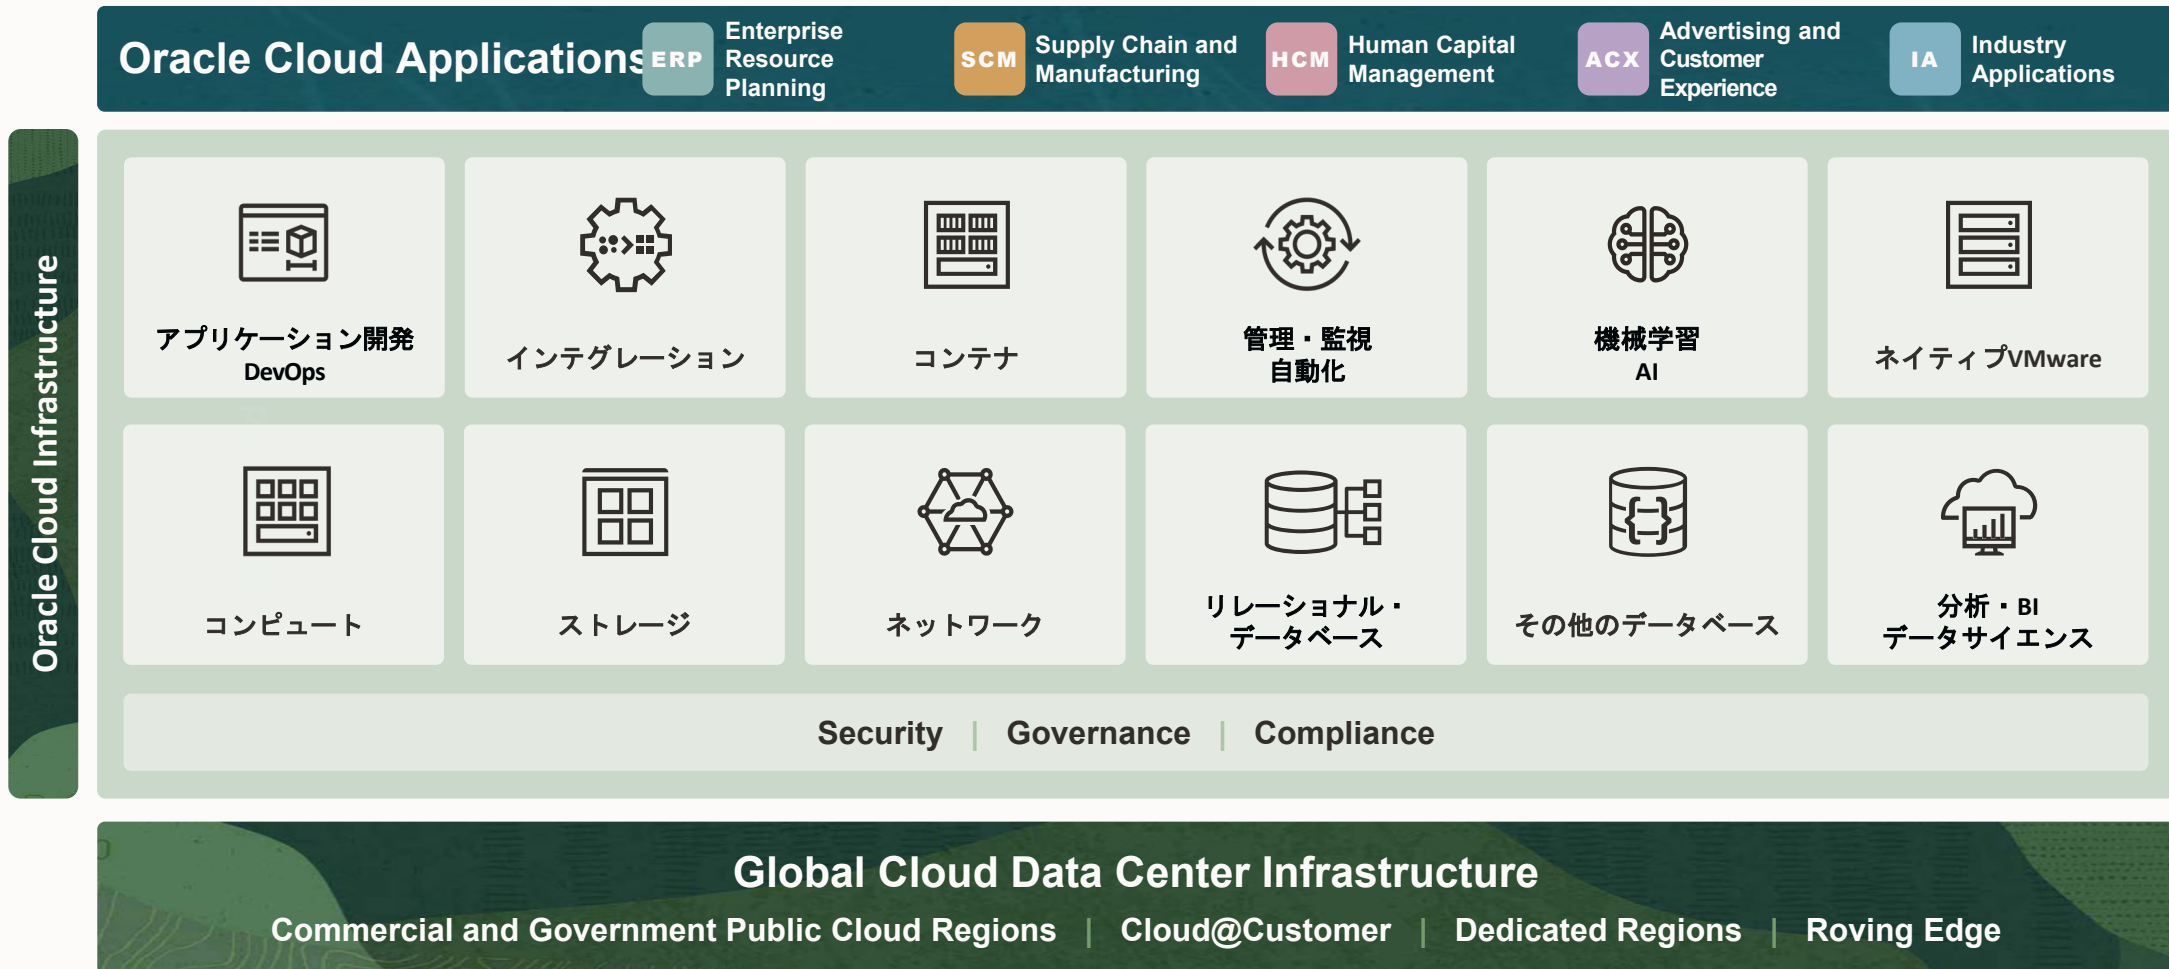 Oracle Cloud Applications
ERP
Enterprise
Resource
Planning
SCM
Supply Chain and
Manufacturing
HCM
Human Capital
Management
ACX
Advertising and
Customer
Experience
IA
Industry
Applications
Oracle Cloud Infrastructure
アプリケーション開発
DevOps
インテグレーション
コンテナ
管理・監視
自動化
機械学習
AI
ネイティブVMware
コンピュート
ストレージ
ネットワーク
リレーショナル・
データベース
その他のデータベース
分析・BI
データサイエンス
Security | Governance | Compliance
Global Cloud Data Center Infrastructure
Commercial and Government Public Cloud Regions | Cloud@Customer | Dedicated Regions | Roving Edge